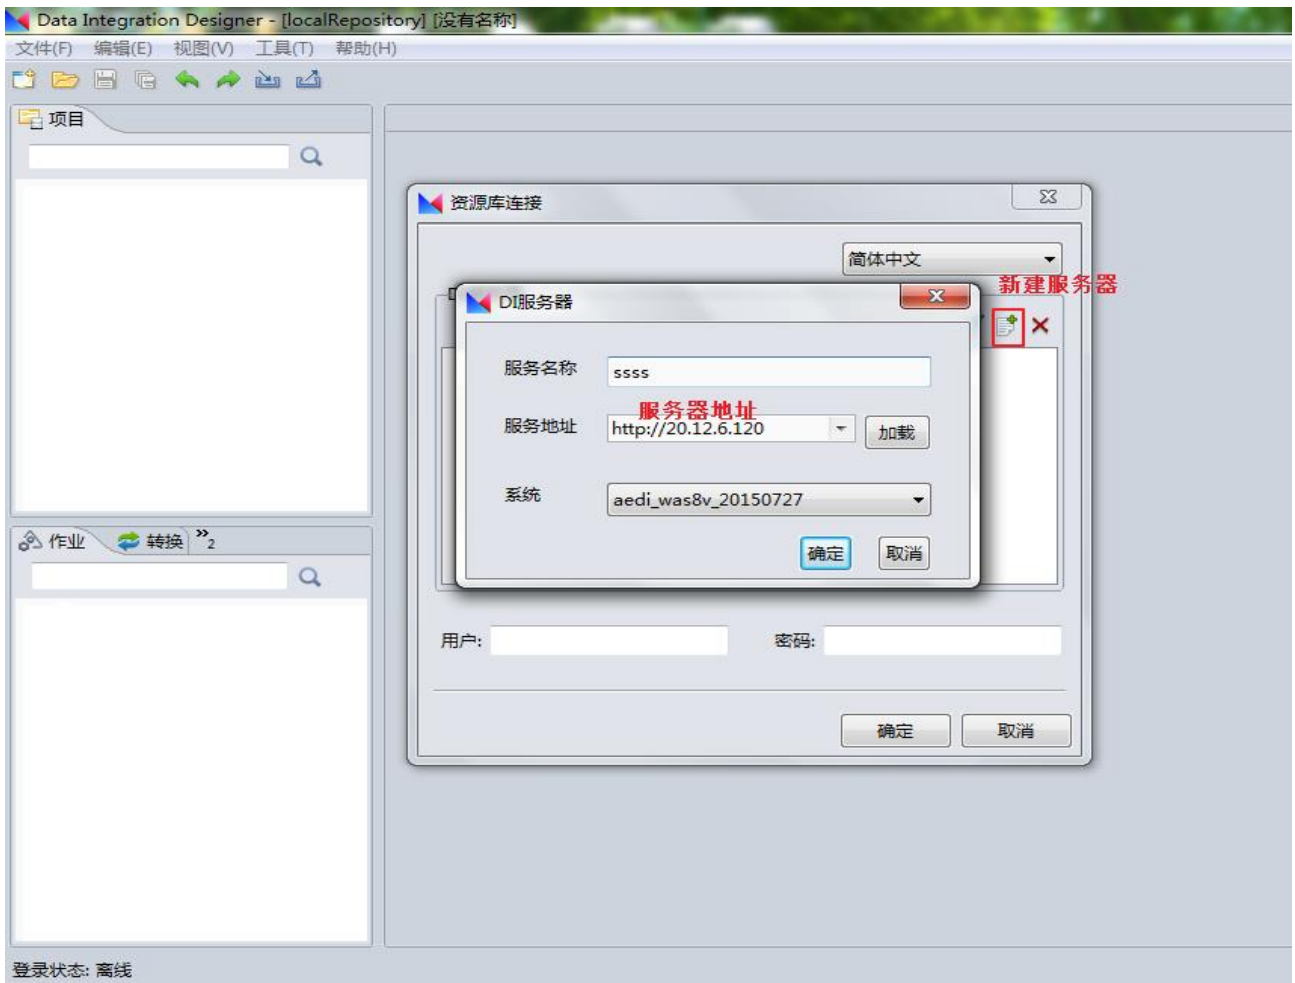 Data Integration Designer - [localRepository] [没有名称]
文件(F) 编辑(E) 视图(V) 工具(T) 帮助(H)
项目
资源库连接
简体中文
新建服务器
DI服务器
服务名称 ssss
服务器地址
服务地址 http://20.12.6.120 加载
系统 aedi_was8v_20150727
确定 取消
作业 转换 »2
用户: 密码:
确定 取消
登录状态: 离线